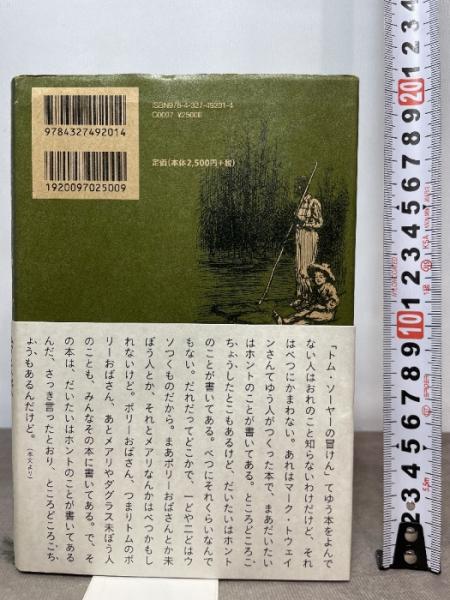 9784327492014
1920097025009
ISBN978-4-327-49201-4
C0097 ¥2500E
定価(本体2,500円+税)
「トム・ソーヤーの冒けん」てゆう本をよんで
ない人はおれのこと知らないわけだけど、それ
はべつにかまわない。あれはマーク・トウェイ
ンさんてゆう人がつくった本で、まあだいたい
はホントのことが書いてある。ところどころこ
ちょうしたとこもあるけど、だいたいはホント
のことが書いてある。べつにそれくらいなんで
もない。だれだってどこかで、一どや二どはウ
ソつくものだから。まあポリーおばさんとか未
ぼう人とか、それとメアリなんかはべつかもし
れないけど。ポリーおばさん、つまりトムのポ
リーおばさん、あとメアリやダグラス未ぼう人
のことも、みんなその本に書いてある。で、そ
の本は、だいたいはホントのことが書いてある
んだ、さっき言ったとおり、ところどころこち
ょうもあるんだけど。(本文より)
1 2 3 4 5 6 7 8 9 10 1 2 3 4 5 6 7 8 9 20 1 2 3 4
KSA